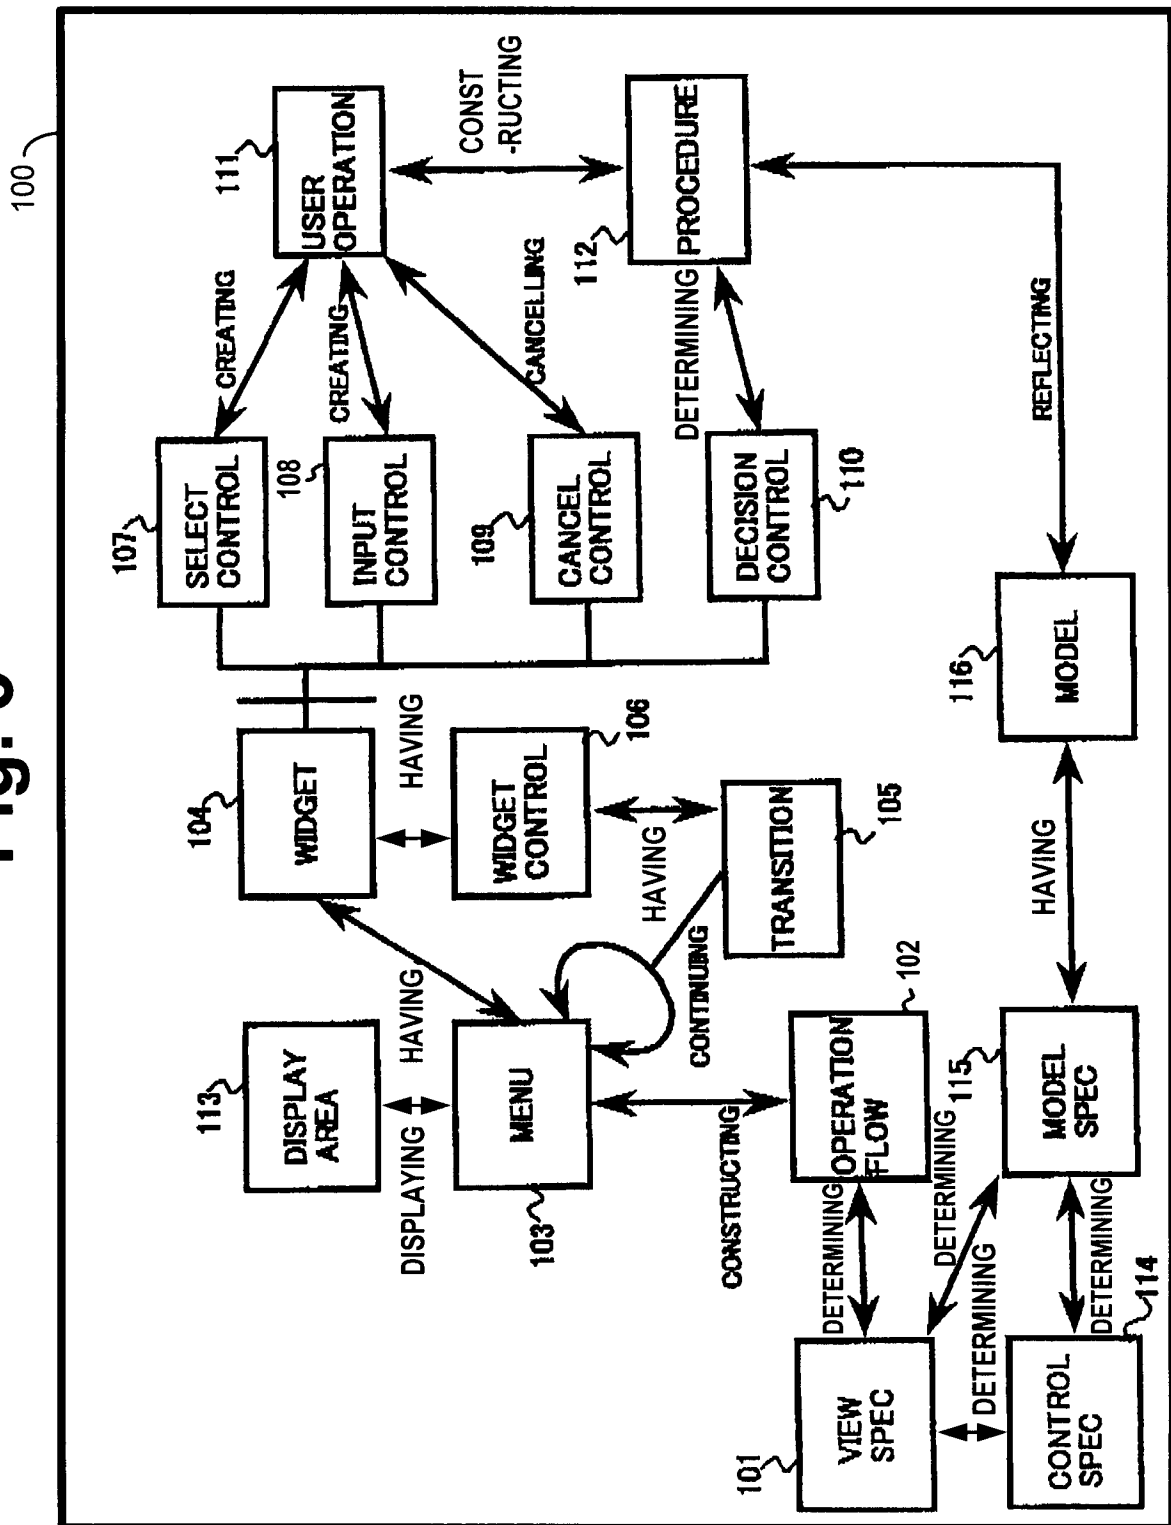 Fig.
100
113
DISPLAY
AREA
104
WIDGET
107
SELECT
CONTROL
CREATING
111
USER
OPERATION
108
INPUT
CONTROL
CREATING
DISPLAYING
HAVING
HAVING
103
MENU
WIDGET
CONTROL
106
109
CANCEL
CONTROL
CANCELLING
CONST
-RUCTING
CONTINUING
HAVING
CONSTRUCTING
TRANSITION
105
DECISION
CONTROL
110
DETERMINING
112
PROCEDURE
101
VIEW
SPEC
DETERMINING
OPERATION
FLOW
102
DETERMINING
DETERMINING
115
MODEL
SPEC
HAVING
116
MODEL
REFLECTING
CONTROL
SPEC
114
DETERMINING